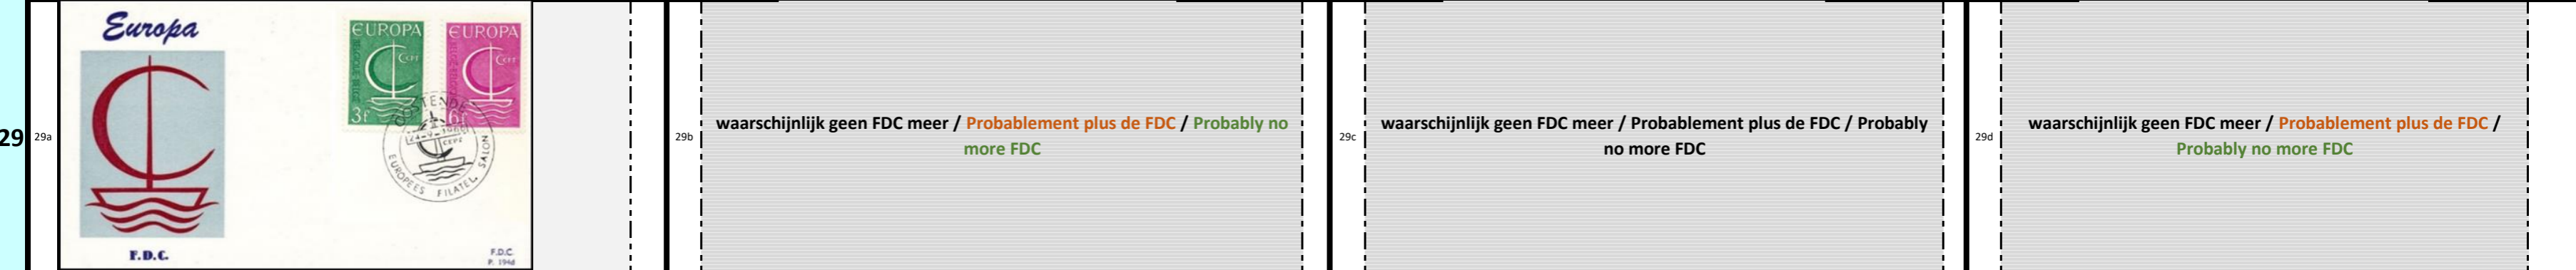 29
29a
Europa
F.D.C.
EUROPA
CEPT
3F
EUROPA
CEPT
6F
OOSTENDE
24-9-1966
CEPT
EUROPEES FILATEL. SALON
F.D.C.
P. 194d
29b
waarschijnlijk geen FDC meer / Probablement plus de FDC / Probably no
more FDC
29c
waarschijnlijk geen FDC meer / Probablement plus de FDC / Probably
no more FDC
29d
waarschijnlijk geen FDC meer / Probablement plus de FDC /
Probably no more FDC